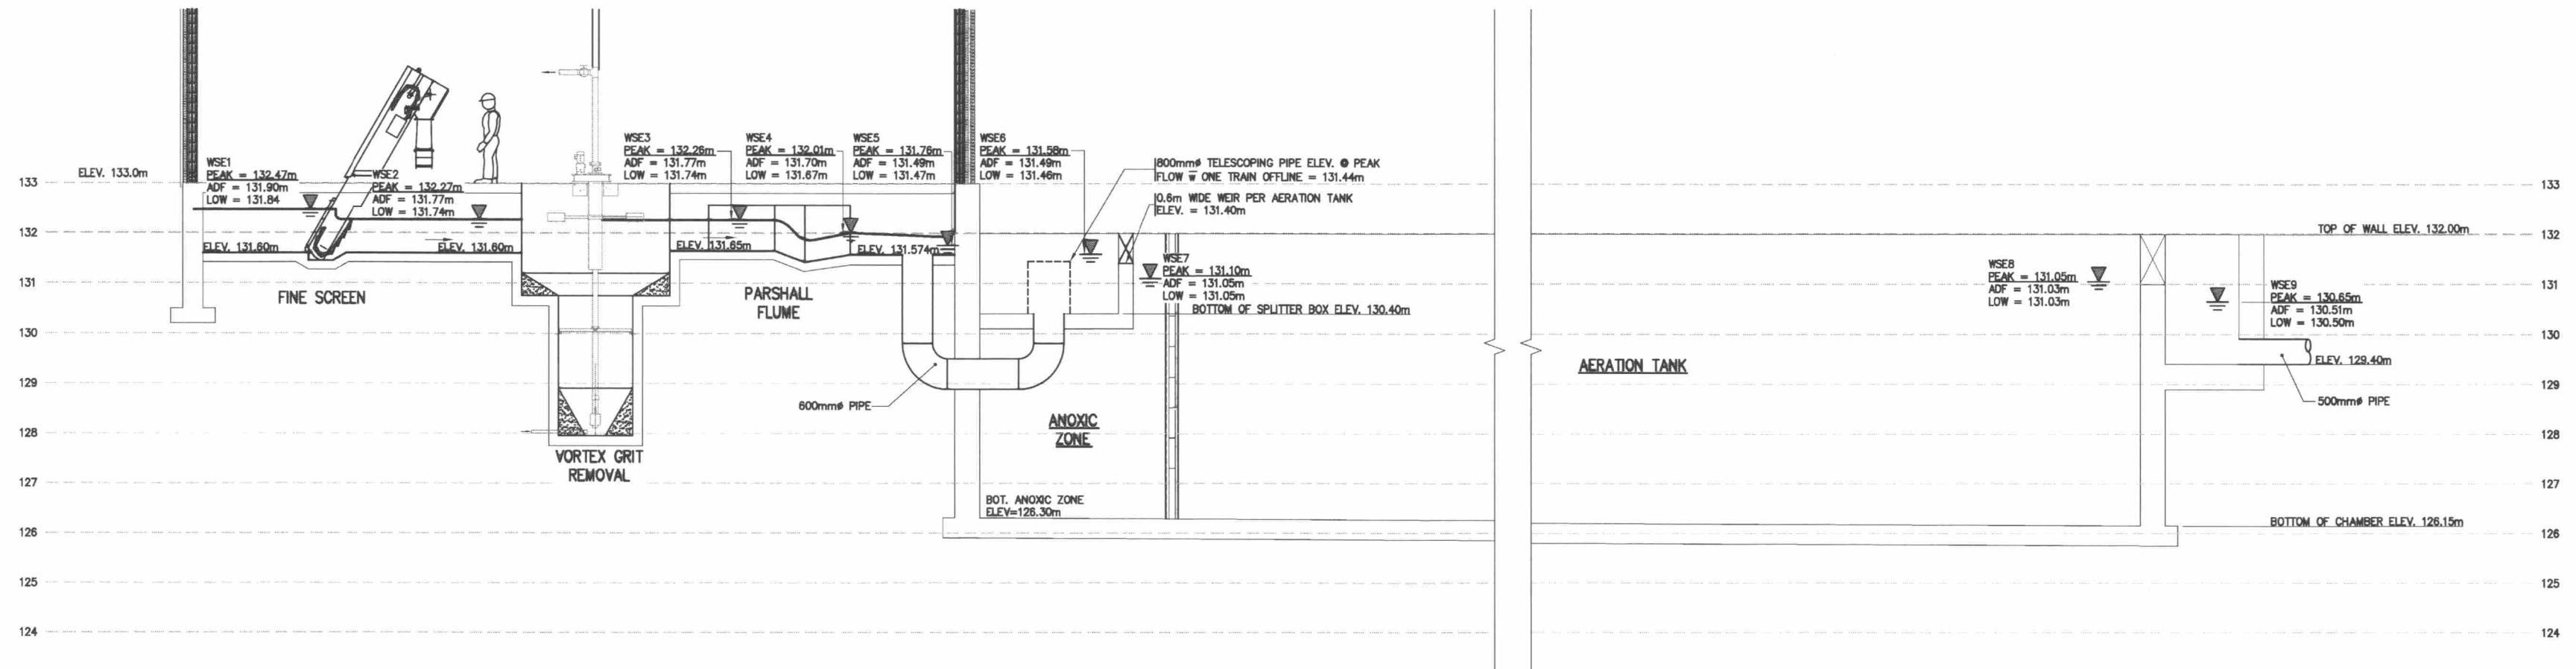 ELEV. 133.0m
WSE1
PEAK = 132.47m
ADF = 131.90m
LOW = 131.84
WSE2
PEAK = 132.27m
ADF = 131.77m
LOW = 131.74m
WSE3
PEAK = 132.26m
ADF = 131.77m
LOW = 131.74m
WSE4
PEAK = 132.01m
ADF = 131.70m
LOW = 131.67m
WSE5
PEAK = 131.76m
ADF = 131.49m
LOW = 131.47m
WSE6
PEAK = 131.58m
ADF = 131.49m
LOW = 131.46m
800mmø TELESCOPING PIPE ELEV. @ PEAK
FLOW w̅ ONE TRAIN OFFLINE = 131.44m
0.6m WIDE WEIR PER AERATION TANK
ELEV. = 131.40m
WSE7
PEAK = 131.10m
ADF = 131.05m
LOW = 131.05m
BOTTOM OF SPLITTER BOX ELEV. 130.40m
WSE8
PEAK = 131.05m
ADF = 131.03m
LOW = 131.03m
TOP OF WALL ELEV. 132.00m
WSE9
PEAK = 130.65m
ADF = 130.51m
LOW = 130.50m
ELEV. 131.60m
ELEV. 131.60m
ELEV. 131.65m
ELEV. 131.574m
FINE SCREEN
PARSHALL
FLUME
VORTEX GRIT
REMOVAL
600mmø PIPE
ANOXIC
ZONE
BOT. ANOXIC ZONE
ELEV=126.30m
AERATION TANK
ELEV. 129.40m
500mmø PIPE
BOTTOM OF CHAMBER ELEV. 126.15m
133
132
131
130
129
128
127
126
125
124
133
132
131
130
129
128
127
126
125
124